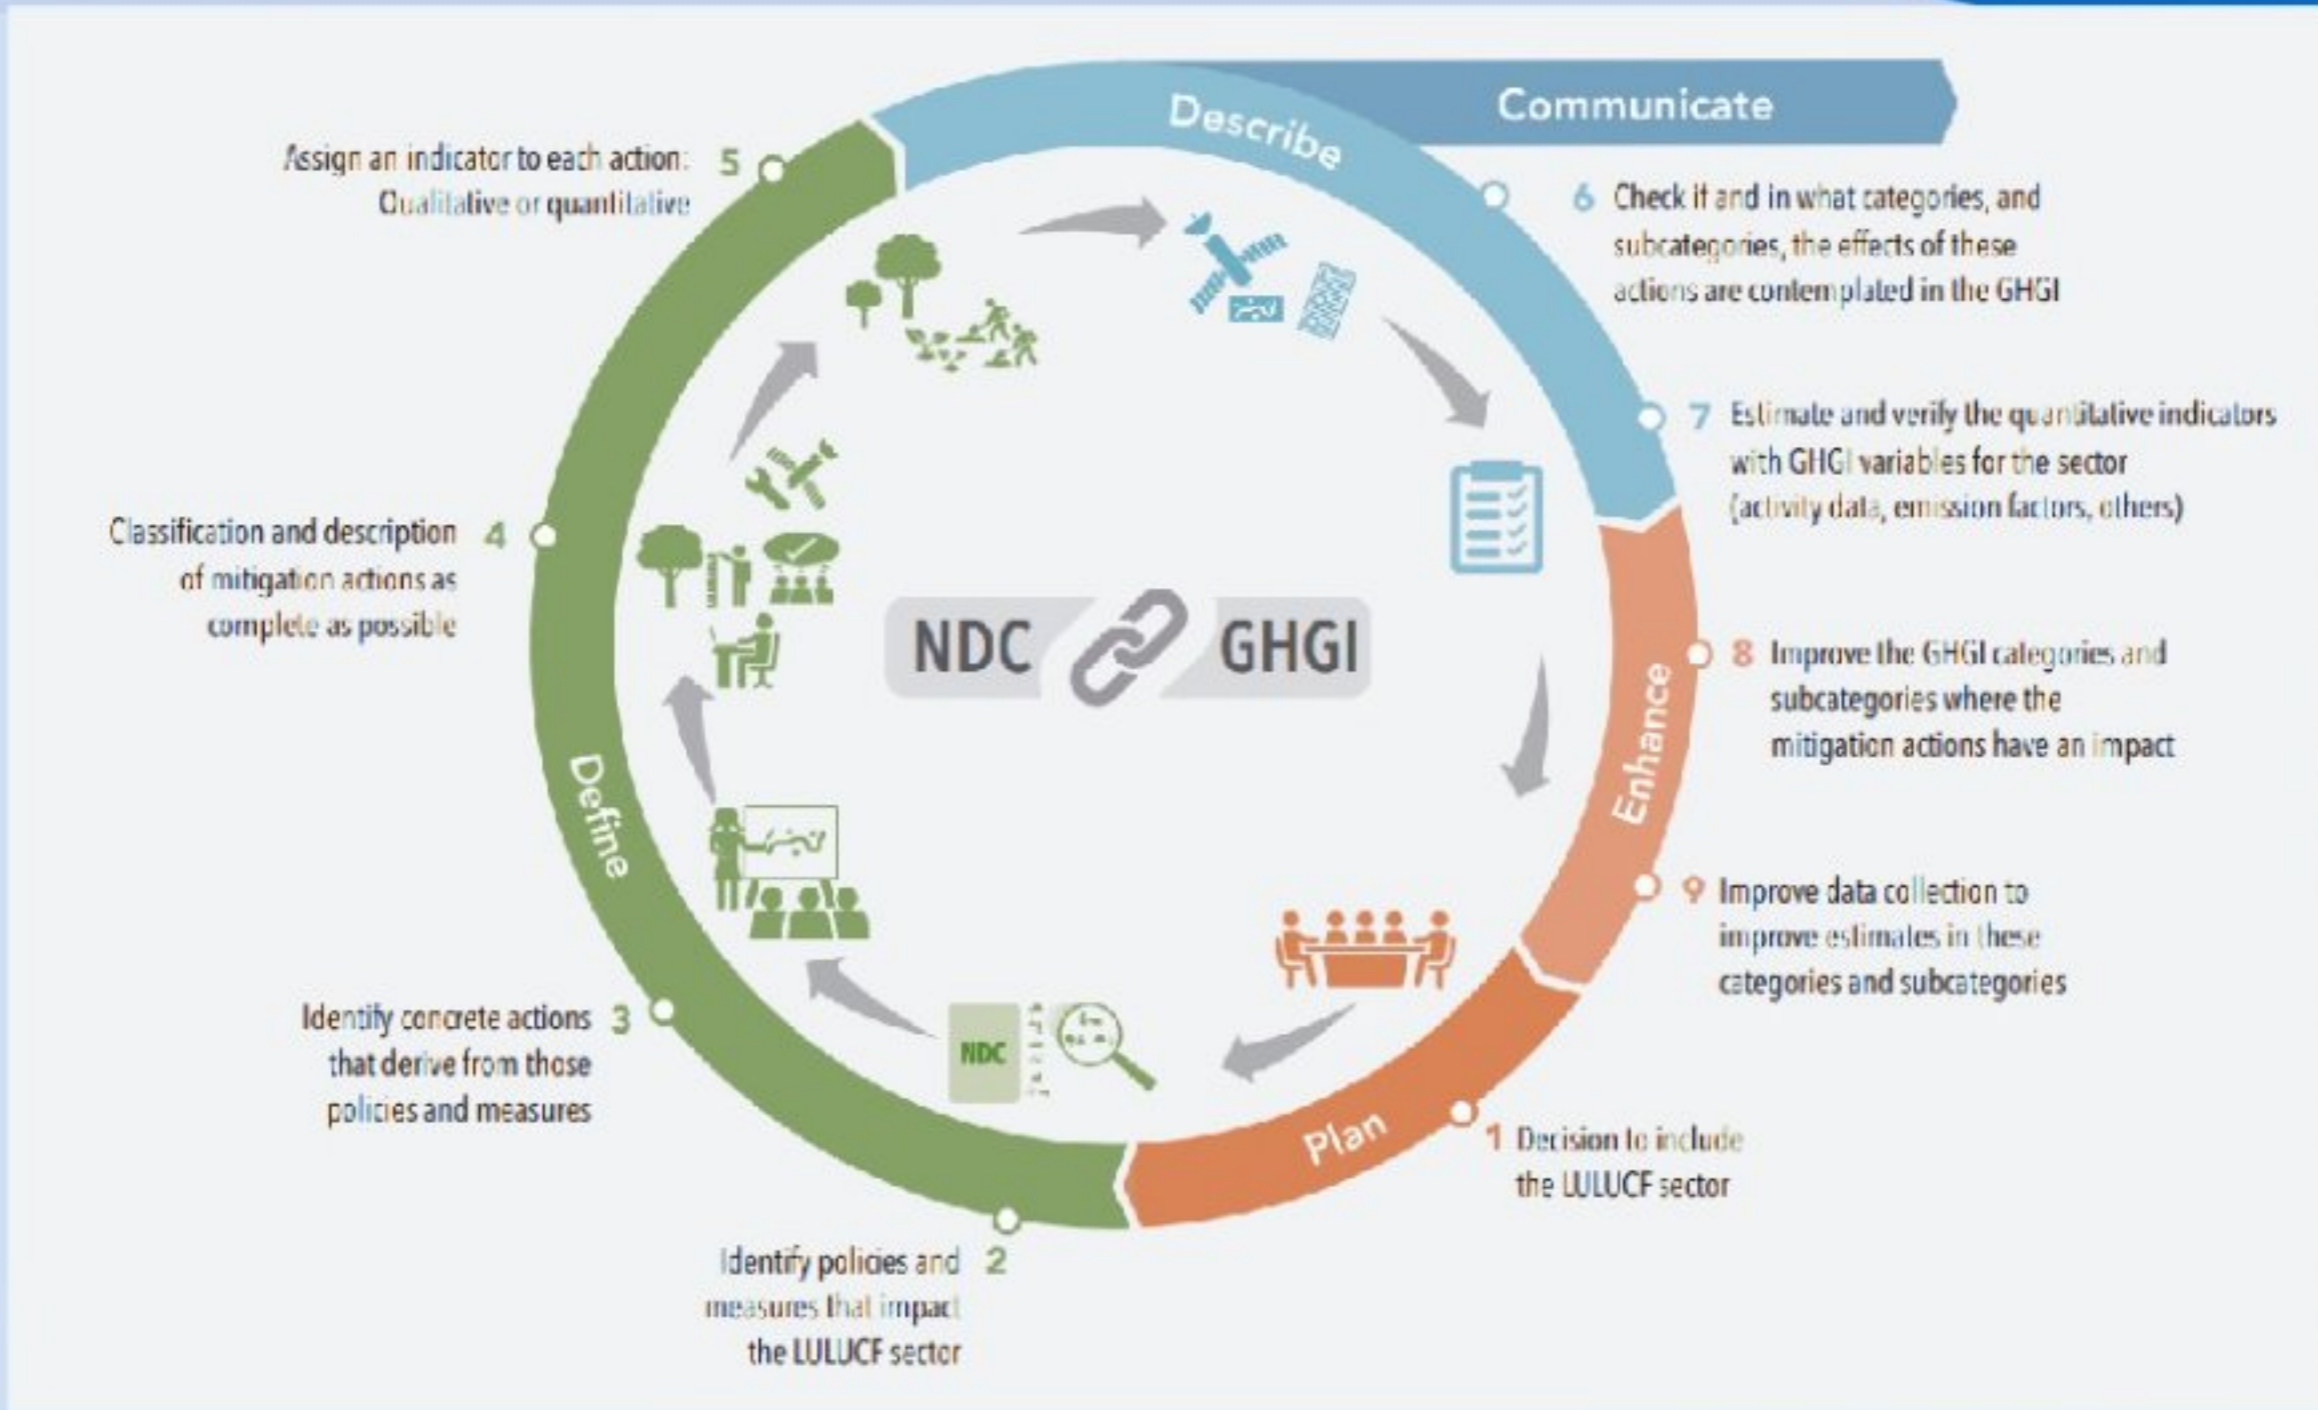 Communicate
Describe
Assign an indicator to each action: 5
Qualitative or quantitative
6 Check if and in what categories, and
subcategories, the effects of these
actions are contemplated in the GHGI
7 Estimate and verify the quantitative indicators
with GHGI variables for the sector
(activity data, emission factors, others)
Classification and description 4
of mitigation actions as
complete as possible
NDC GHGI
8 Improve the GHGI categories and
subcategories where the
mitigation actions have an impact
Enhance
Define
9 Improve data collection to
improve estimates in these
categories and subcategories
Identify concrete actions 3
that derive from those
policies and measures
NDC
Plan
1 Decision to include
the LULUCF sector
Identify policies and 2
measures that impact
the LULUCF sector